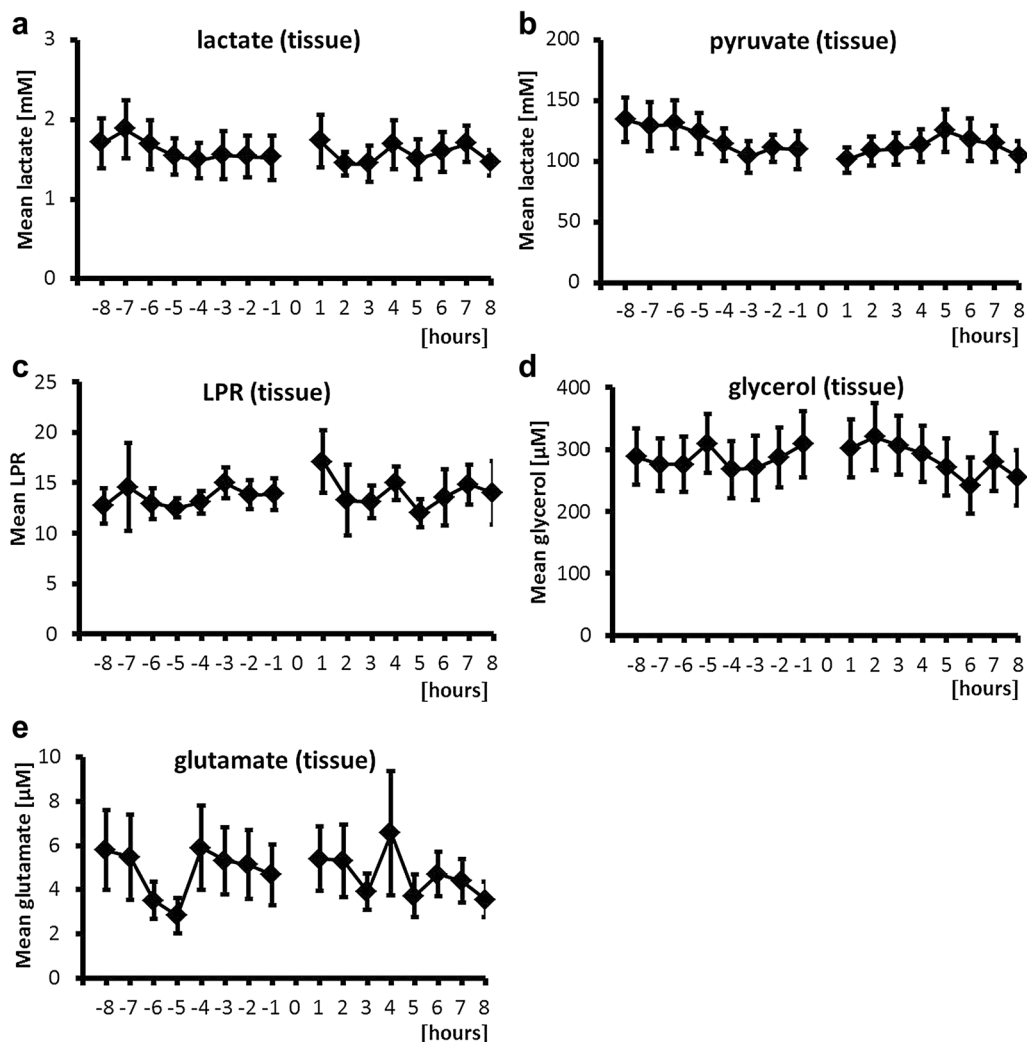 a
lactate (tissue)
Mean lactate [mM]
3
2
1
0
-8 -7 -6 -5 -4 -3 -2 -1 0 1 2 3 4 5 6 7 8
[hours]
b
pyruvate (tissue)
Mean lactate [mM]
200
150
100
50
0
-8 -7 -6 -5 -4 -3 -2 -1 0 1 2 3 4 5 6 7 8
[hours]
c
LPR (tissue)
Mean LPR
25
20
15
10
5
0
-8 -7 -6 -5 -4 -3 -2 -1 0 1 2 3 4 5 6 7 8
[hours]
d
glycerol (tissue)
Mean glycerol [µM]
400
300
200
100
0
-8 -7 -6 -5 -4 -3 -2 -1 0 1 2 3 4 5 6 7 8
[hours]
e
glutamate (tissue)
Mean glutamate [µM]
10
8
6
4
2
0
-8 -7 -6 -5 -4 -3 -2 -1 0 1 2 3 4 5 6 7 8
[hours]